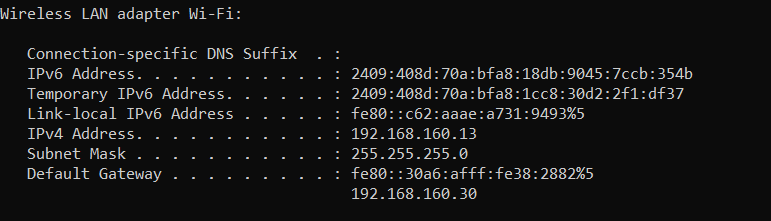 Wireless LAN adapter Wi-Fi:
Connection-specific DNS Suffix  . :
IPv6 Address. . . . . . . . . . . : 2409:408d:70a:bfa8:18db:9045:7ccb:354b
Temporary IPv6 Address. . . . . . : 2409:408d:70a:bfa8:1cc8:30d2:2f1:df37
Link-local IPv6 Address . . . . . : fe80::c62:aaae:a731:9493%5
IPv4 Address. . . . . . . . . . . : 192.168.160.13
Subnet Mask . . . . . . . . . . . : 255.255.255.0
Default Gateway . . . . . . . . . : fe80::30a6:afff:fe38:2882%5
192.168.160.30